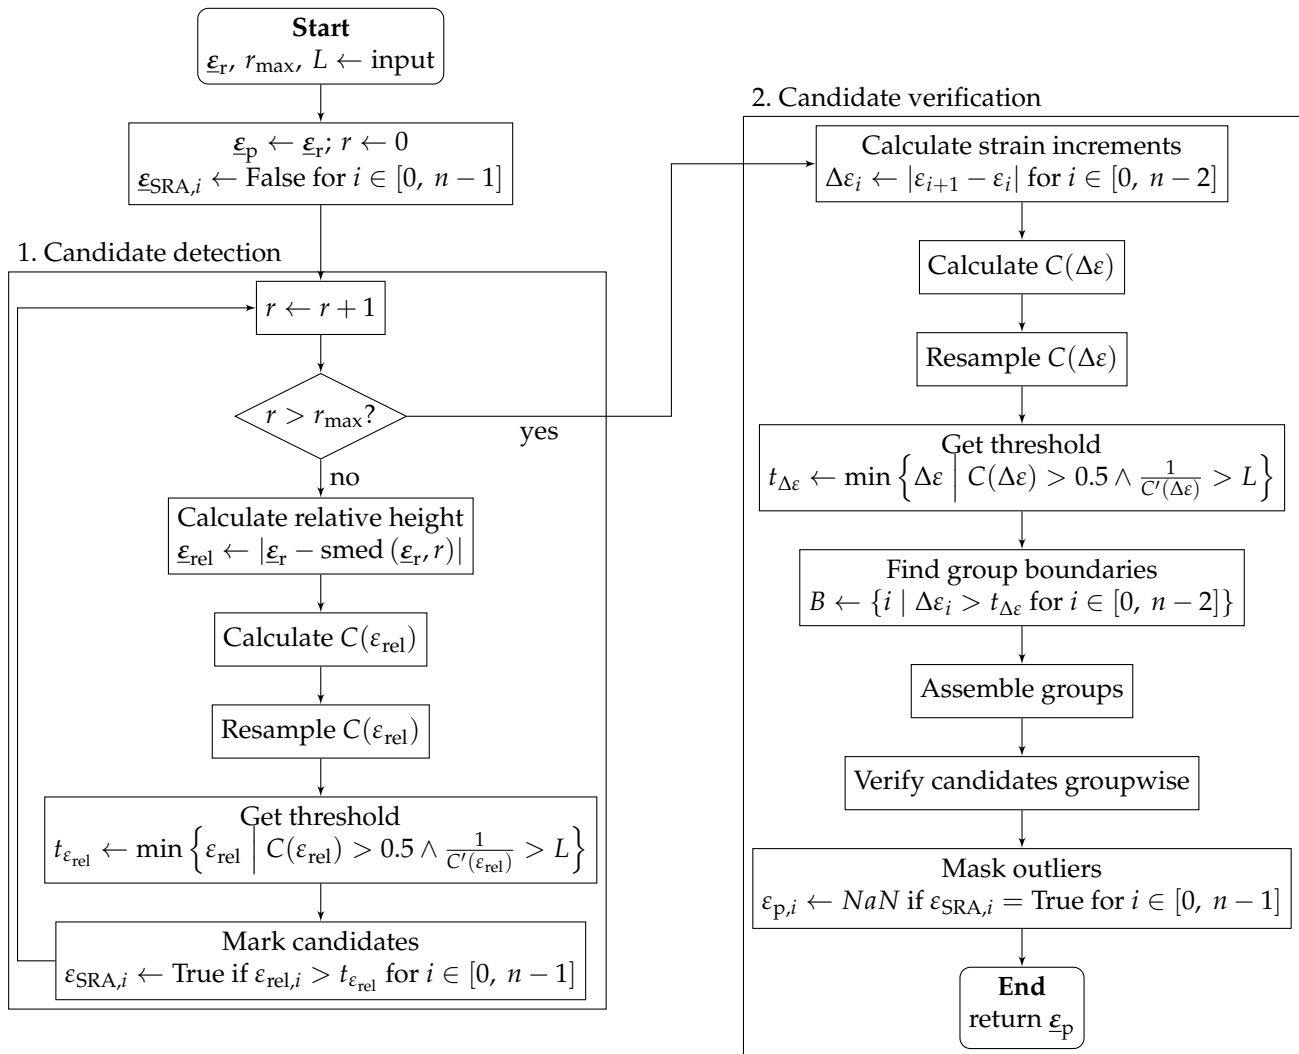 Start
ε_r, r_max, L ← input
ε_p ← ε_r; r ← 0
ε_SRA,i ← False for i ∈ [0, n − 1]
1. Candidate detection
r ← r + 1
r > r_max?
yes
no
Calculate relative height
ε_rel ← |ε_r − smed (ε_r, r)|
Calculate C(ε_rel)
Resample C(ε_rel)
Get threshold
t_ε_rel ← min { ε_rel | C(ε_rel) > 0.5 ∧ 1/C′(ε_rel) > L }
Mark candidates
ε_SRA,i ← True if ε_rel,i > t_ε_rel for i ∈ [0, n − 1]
2. Candidate verification
Calculate strain increments
Δε_i ← |ε_i+1 − ε_i| for i ∈ [0, n − 2]
Calculate C(Δε)
Resample C(Δε)
Get threshold
t_Δε ← min { Δε | C(Δε) > 0.5 ∧ 1/C′(Δε) > L }
Find group boundaries
B ← {i | Δε_i > t_Δε for i ∈ [0, n − 2]}
Assemble groups
Verify candidates groupwise
Mask outliers
ε_p,i ← NaN if ε_SRA,i = True for i ∈ [0, n − 1]
End
return ε_p